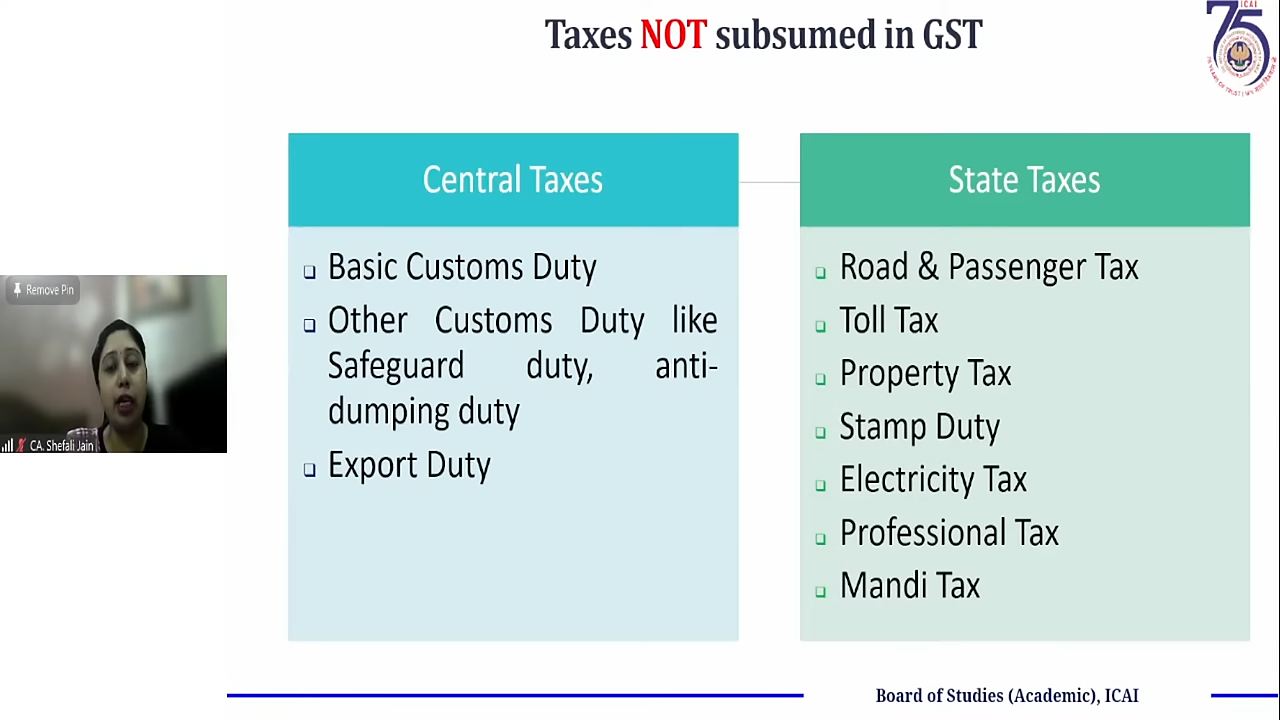 Taxes NOT subsumed in GST
ICAI
75
Central Taxes
Basic Customs Duty
Other Customs Duty like
Safeguard duty, anti-
dumping duty
Export Duty
State Taxes
Road & Passenger Tax
Toll Tax
Property Tax
Stamp Duty
Electricity Tax
Professional Tax
Mandi Tax
Remove Pin
CA. Shefali Jain
Board of Studies (Academic), ICAI